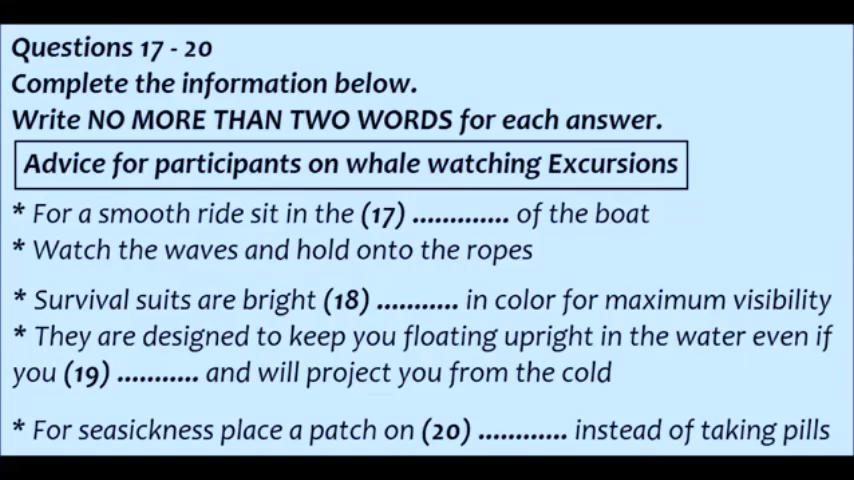 Questions 17 - 20
Complete the information below.
Write NO MORE THAN TWO WORDS for each answer.
Advice for participants on whale watching Excursions
* For a smooth ride sit in the (17) ............. of the boat
* Watch the waves and hold onto the ropes
* Survival suits are bright (18) ........... in color for maximum visibility
* They are designed to keep you floating upright in the water even if
you (19) ........... and will project you from the cold
* For seasickness place a patch on (20) ............ instead of taking pills